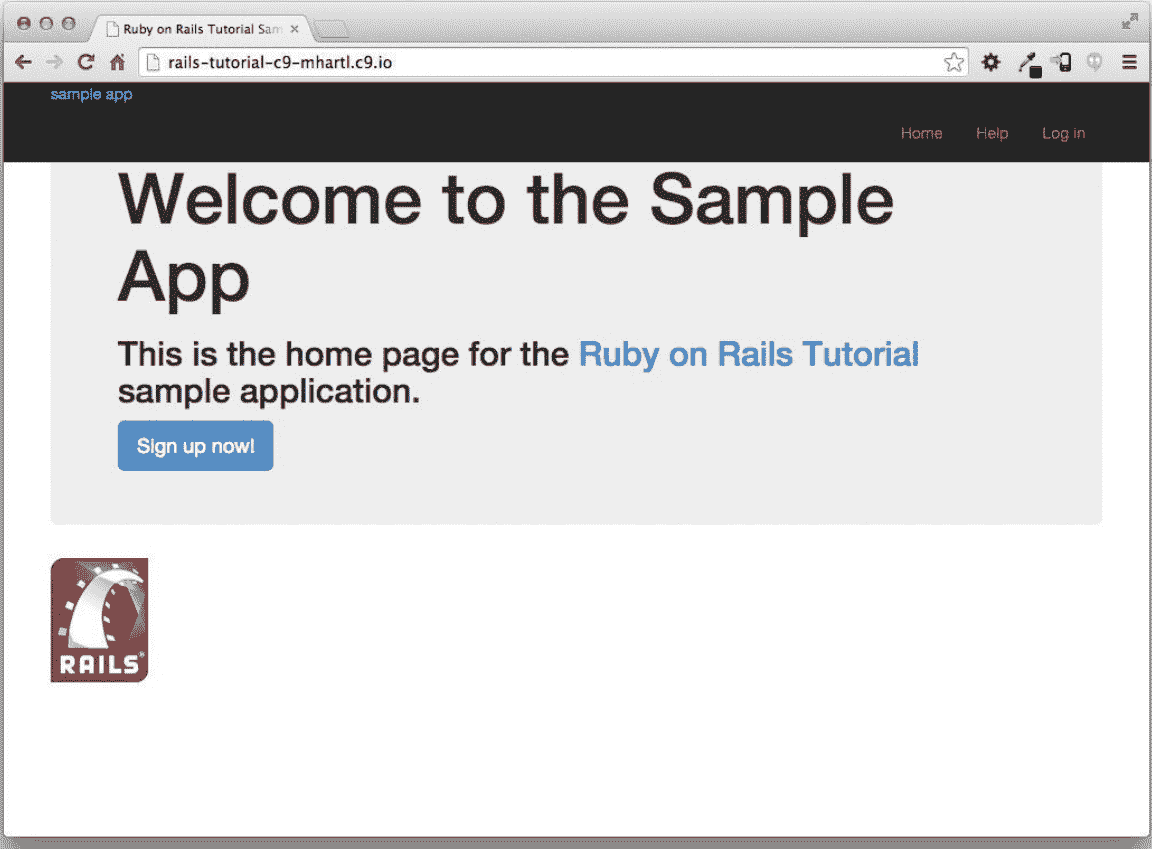 Ruby on Rails Tutorial Sam
rails-tutorial-c9-mhartl.c9.io
sample app
Home Help Log in
Welcome to the Sample
App
This is the home page for the Ruby on Rails Tutorial
sample application.
Sign up now!
RAILS®